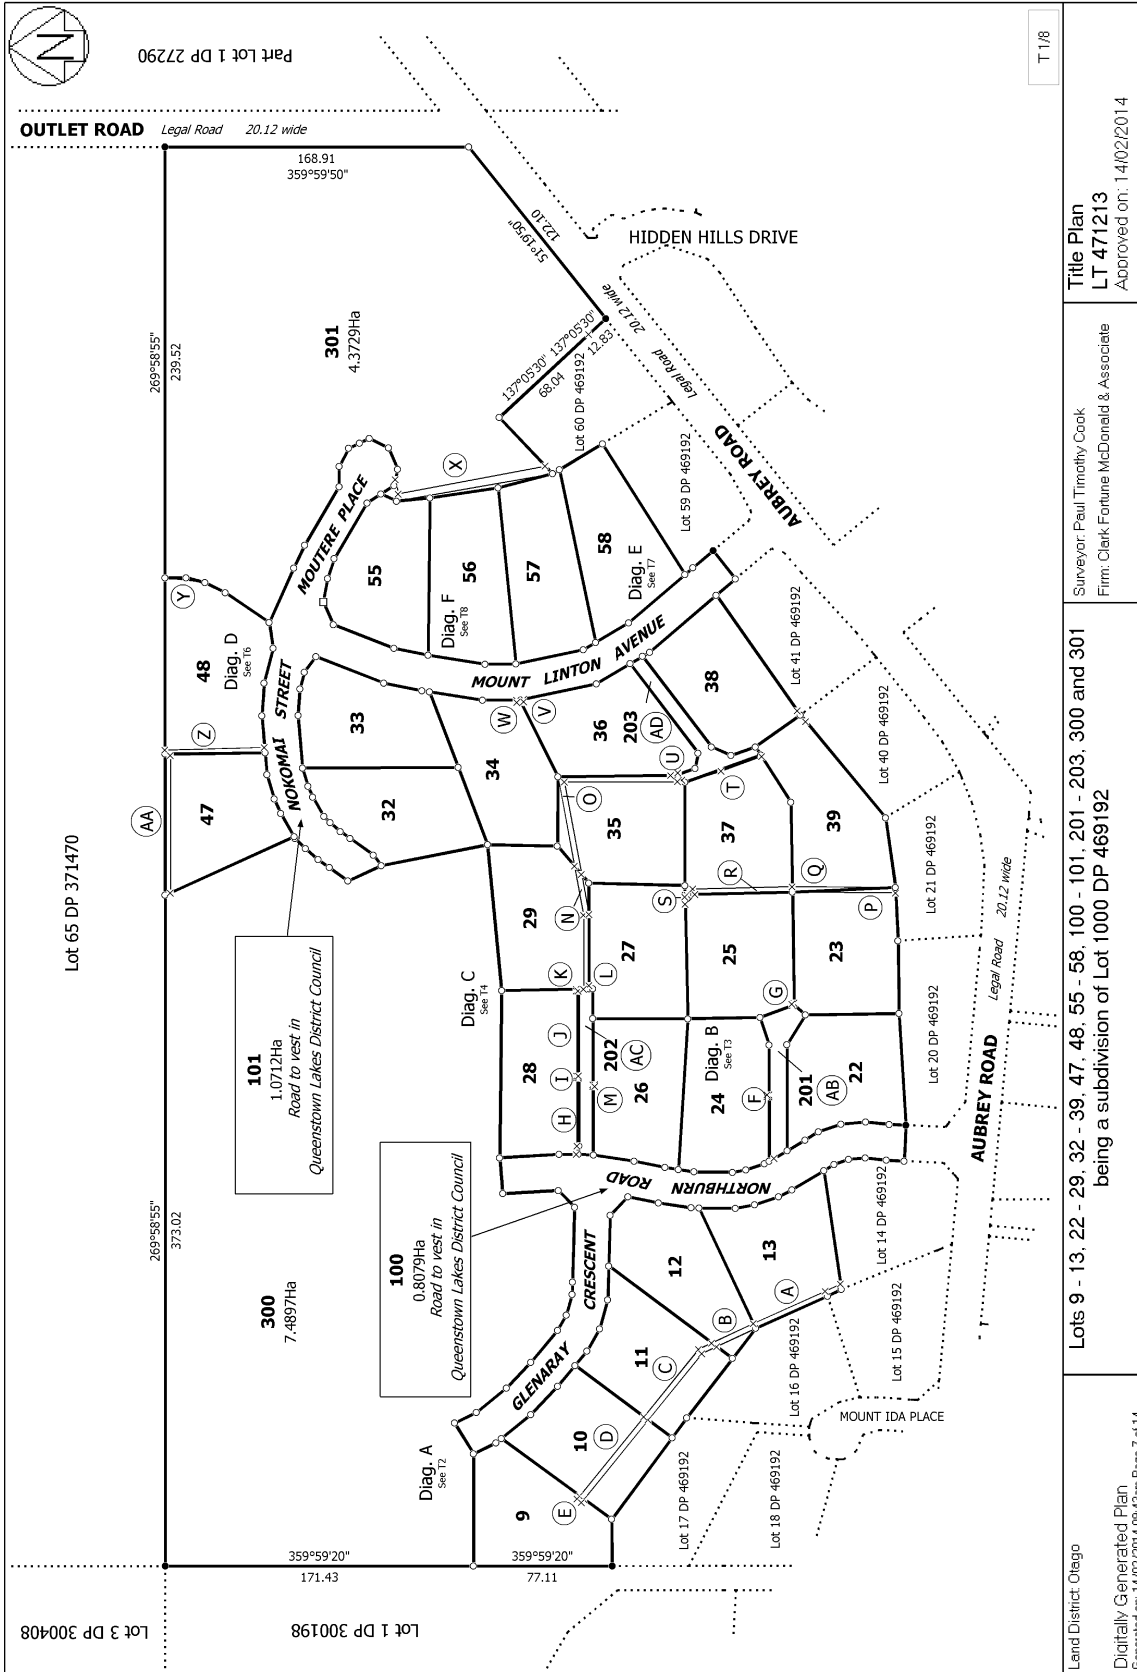 N
Part Lot 1 DP 27290
T 1/8
OUTLET ROAD Legal Road 20.12 wide
168.91
359°59'50"
51°19'50"
122.10
HIDDEN HILLS DRIVE
269°58'55"
239.52
301
4.3729Ha
137°05'30" 137°05'30"
68.04
12.83
20.12 wide
Legal Road
AUBREY ROAD
Lot 60 DP 469192
Lot 59 DP 469192
X
MOUTERE PLACE
55
56
57
58
Diag. E
See T7
Diag. F
See T8
Y
48
Diag. D
See T6
Z
NOKOMAI STREET
MOUNT LINTON AVENUE
W
V
33
34
32
36
203
AD
38
Lot 41 DP 469192
Lot 40 DP 469192
AA
47
O
U
T
35
37
39
R
Q
S
P
Lot 21 DP 469192
Lot 65 DP 371470
29
N
27
25
23
K
L
G
Diag. C
See T4
101
1.0712Ha
Road to vest in
Queenstown Lakes District Council
28
J
I
H
202
AC
M
26
Diag. B
See T3
24
F
201
AB
22
Lot 20 DP 469192
Legal Road 20.12 wide
AUBREY ROAD
269°58'55"
373.02
300
7.4897Ha
100
0.8079Ha
Road to vest in
Queenstown Lakes District Council
NORTHBURN ROAD
GLENARAY CRESCENT
12
13
11
10
9
A
B
C
D
E
Lot 14 DP 469192
Lot 15 DP 469192
Lot 16 DP 469192
MOUNT IDA PLACE
Lot 17 DP 469192
Lot 18 DP 469192
Diag. A
See T2
359°59'20"
171.43
359°59'20"
77.11
Lot 3 DP 300408
Lot 1 DP 300198
Land District: Otago
Digitally Generated Plan
Generated on: 14/02/2014 09:42am Page 7 of 14
Lots 9 - 13, 22 - 29, 32 - 39, 47, 48, 55 - 58, 100 - 101, 201 - 203, 300 and 301
being a subdivision of Lot 1000 DP 469192
Surveyor: Paul Timothy Cook
Firm: Clark Fortune McDonald & Associate
Title Plan
LT 471213
Approved on: 14/02/2014